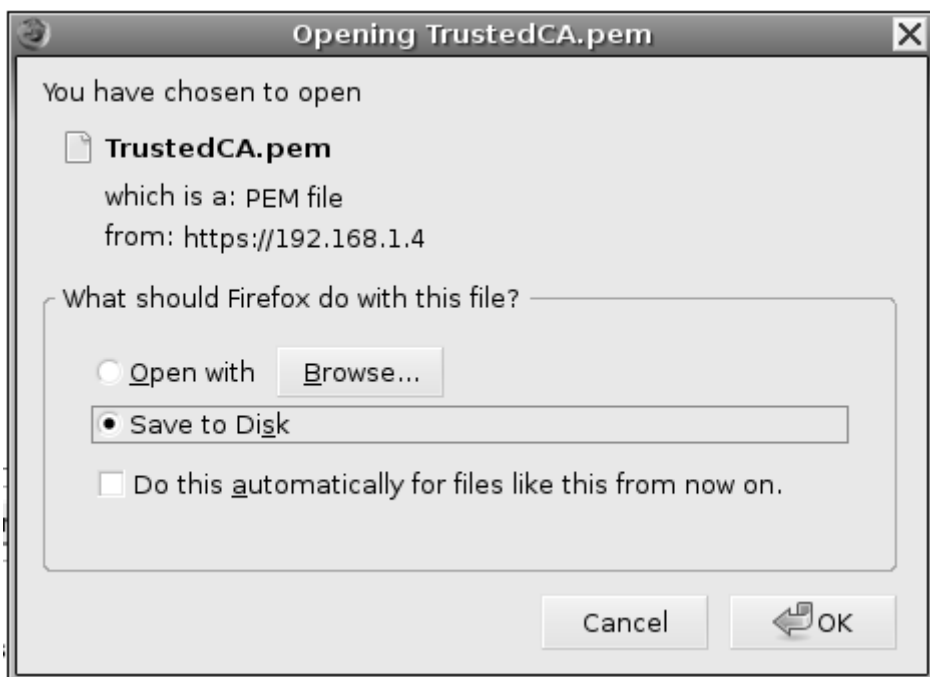 Opening TrustedCA.pem
You have chosen to open
TrustedCA.pem
which is a: PEM file
from: https://192.168.1.4
What should Firefox do with this file?
Open with Browse...
Save to Disk
Do this automatically for files like this from now on.
Cancel OK